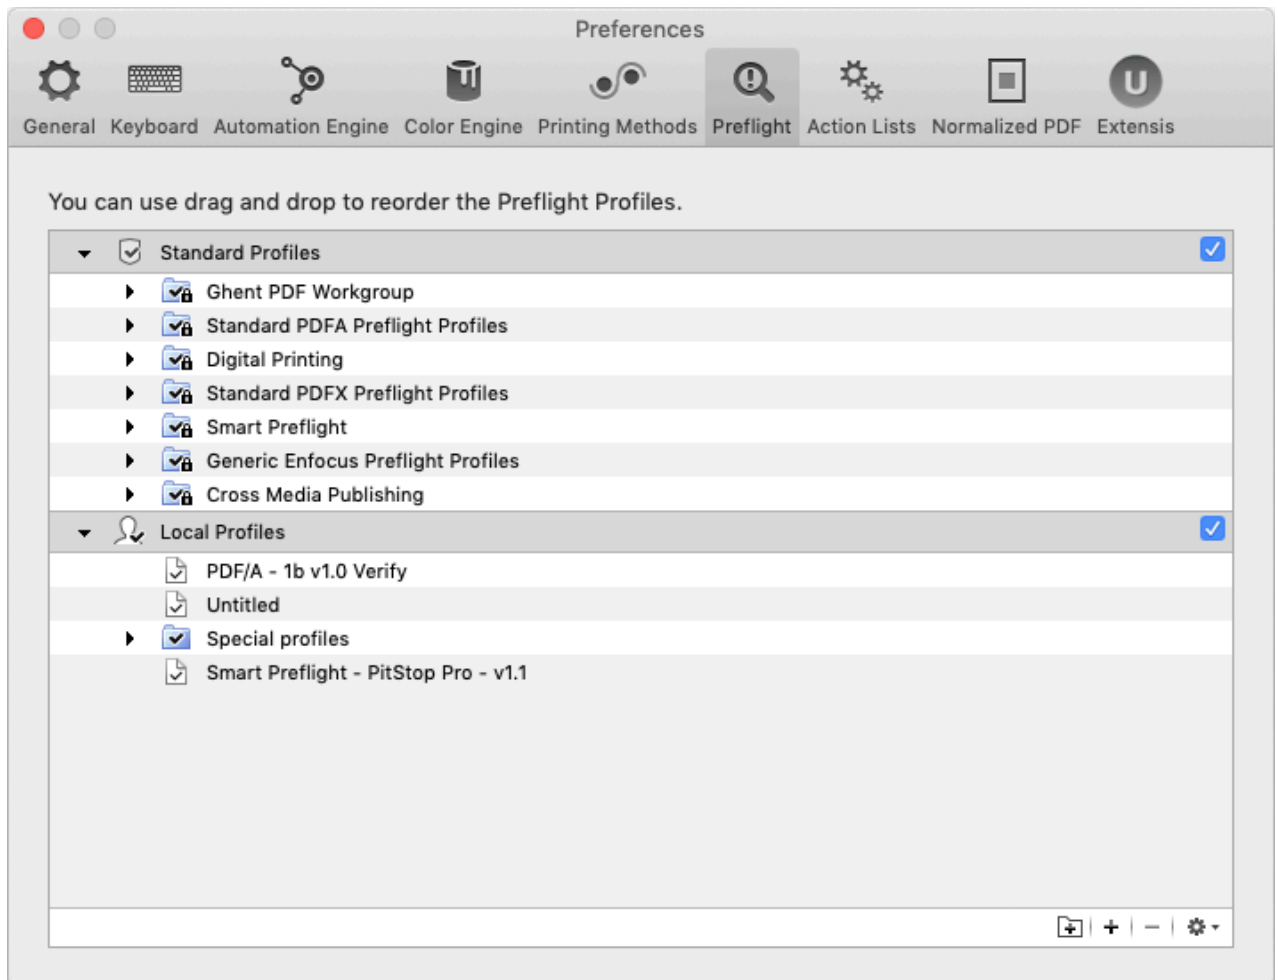 Preferences
General Keyboard Automation Engine Color Engine Printing Methods Preflight Action Lists Normalized PDF Extensis
You can use drag and drop to reorder the Preflight Profiles.
Standard Profiles
Ghent PDF Workgroup
Standard PDFA Preflight Profiles
Digital Printing
Standard PDFX Preflight Profiles
Smart Preflight
Generic Enfocus Preflight Profiles
Cross Media Publishing
Local Profiles
PDF/A - 1b v1.0 Verify
Untitled
Special profiles
Smart Preflight - PitStop Pro - v1.1